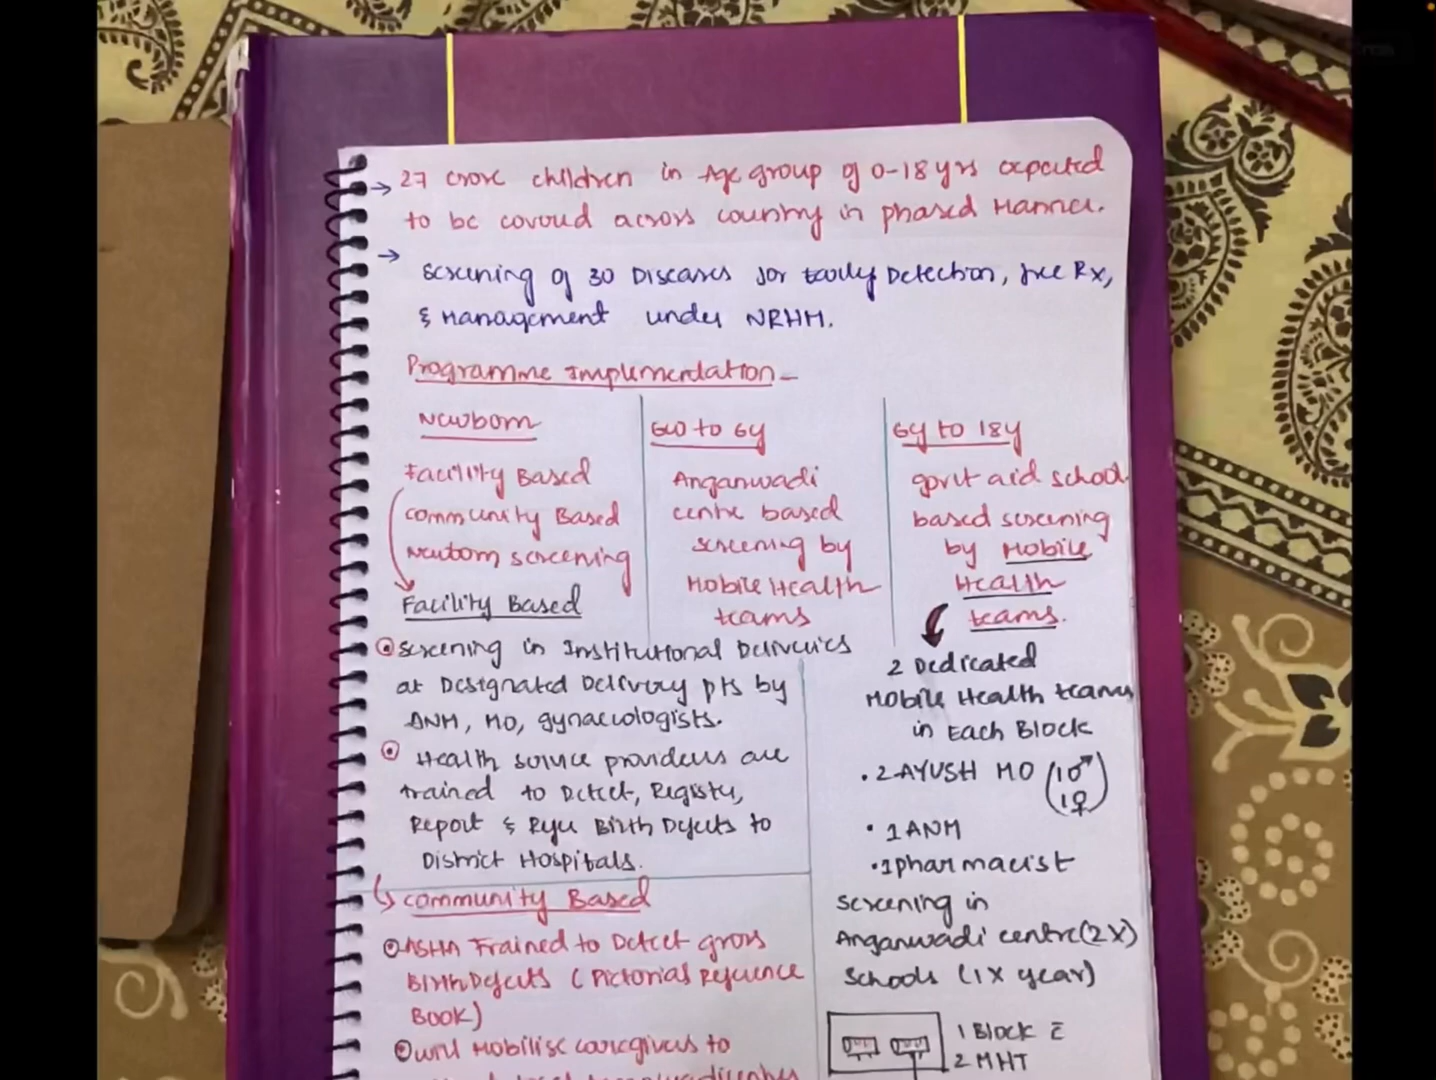 → 27 crore children in Age group of 0-18 yrs expected
to be covered across country in phased Manner.
→ Screening of 30 Diseases for Early Detection, free Rx,
& Management under NRHM.
Programme Implementation -
Newborn
Facility Based
Community Based
Newborn screening
6w to 6y
Anganwadi
centre based
screening by
Mobile Health
teams
6y to 18y
govt aid school
based screening
by Mobile
Health
teams.
Facility Based
Screening in Institutional Deliveries
at Designated Delivery pts by
ANM, MO, gynaecologists.
Health service providers are
trained to Detect, Register,
Report & Refer Birth Defects to
District Hospitals.
2 Dedicated
Mobile Health teams
in Each Block
• 2 AYUSH MO (1♂ 1♀)
• 1 ANM
• 1 pharmacist
screening in
Anganwadi centre (2X)
schools (1X year)
1 Block c̄
2 MHT
Community Based
ASHA Trained to Detect gross
Birth Defects (Pictorial Reference
Book)
will Mobilise caregivers to